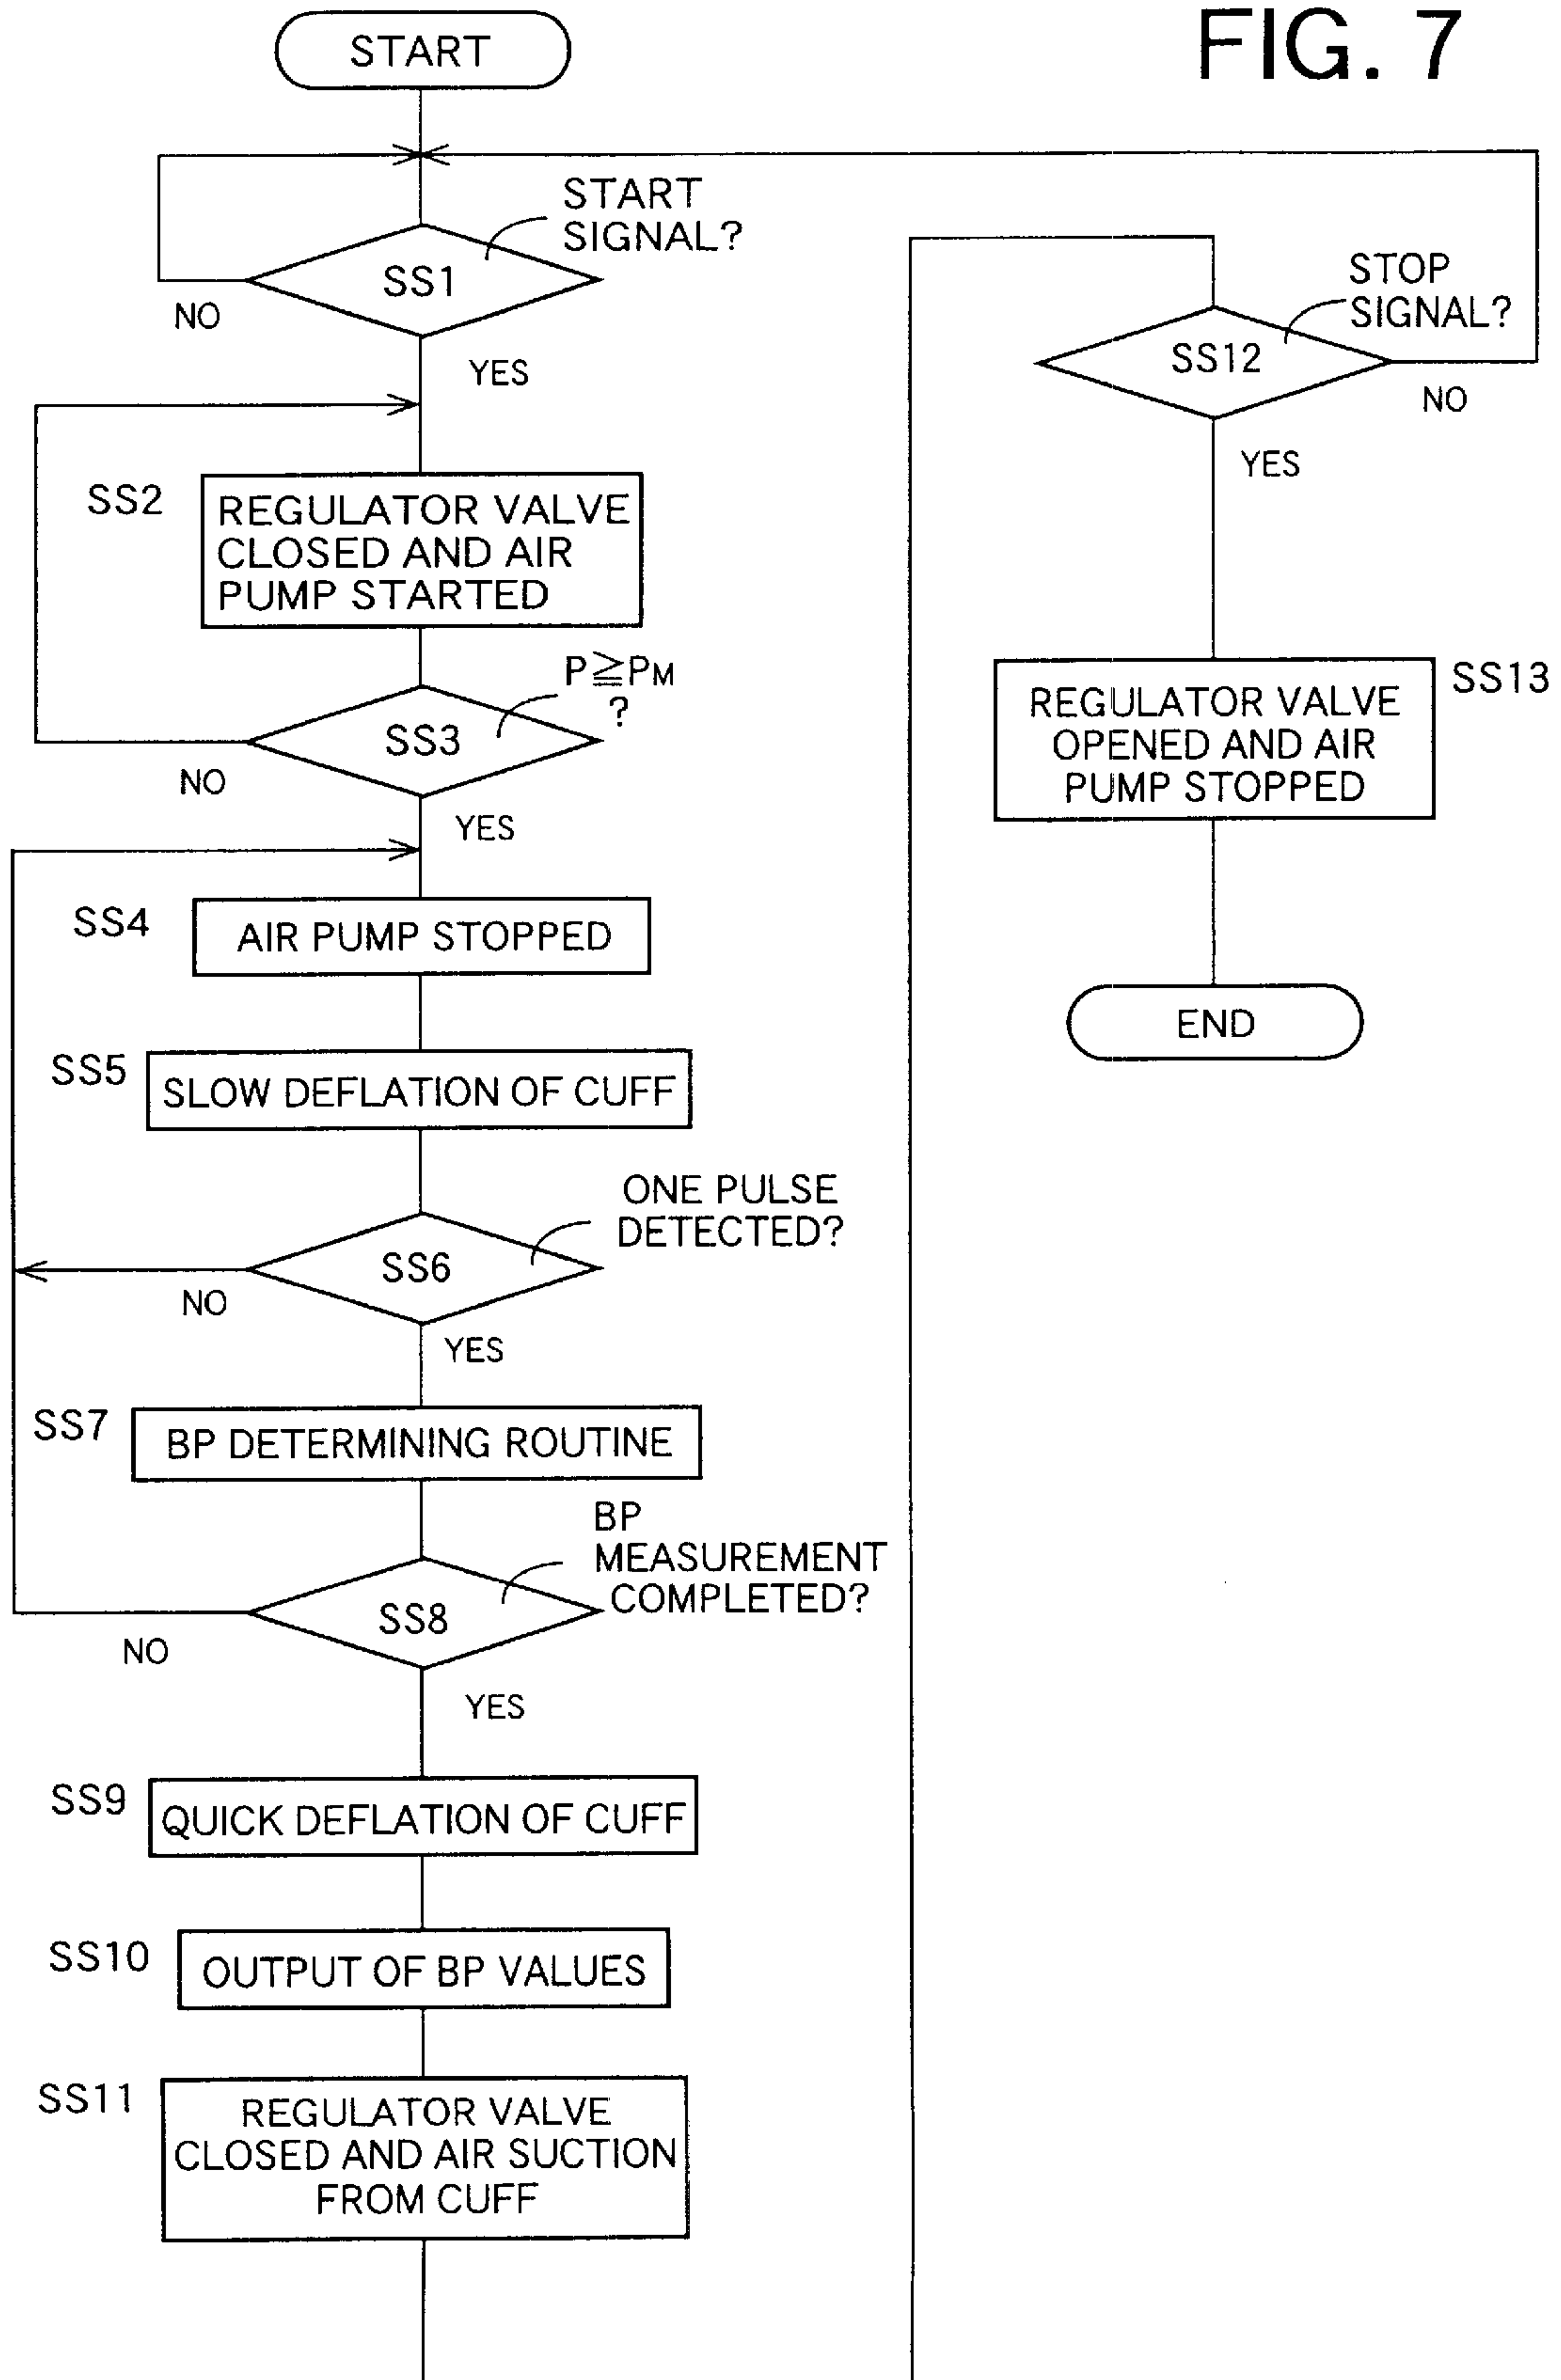 FIG. 7
START
START
SIGNAL?
SS1
NO
YES
SS2
REGULATOR VALVE
CLOSED AND AIR
PUMP STARTED
P≧PM
?
SS3
NO
YES
SS4
AIR PUMP STOPPED
SS5
SLOW DEFLATION OF CUFF
ONE PULSE
DETECTED?
SS6
NO
YES
SS7
BP DETERMINING ROUTINE
BP
MEASUREMENT
COMPLETED?
SS8
NO
YES
SS9
QUICK DEFLATION OF CUFF
SS10
OUTPUT OF BP VALUES
SS11
REGULATOR VALVE
CLOSED AND AIR SUCTION
FROM CUFF
STOP
SIGNAL?
SS12
NO
YES
SS13
REGULATOR VALVE
OPENED AND AIR
PUMP STOPPED
END